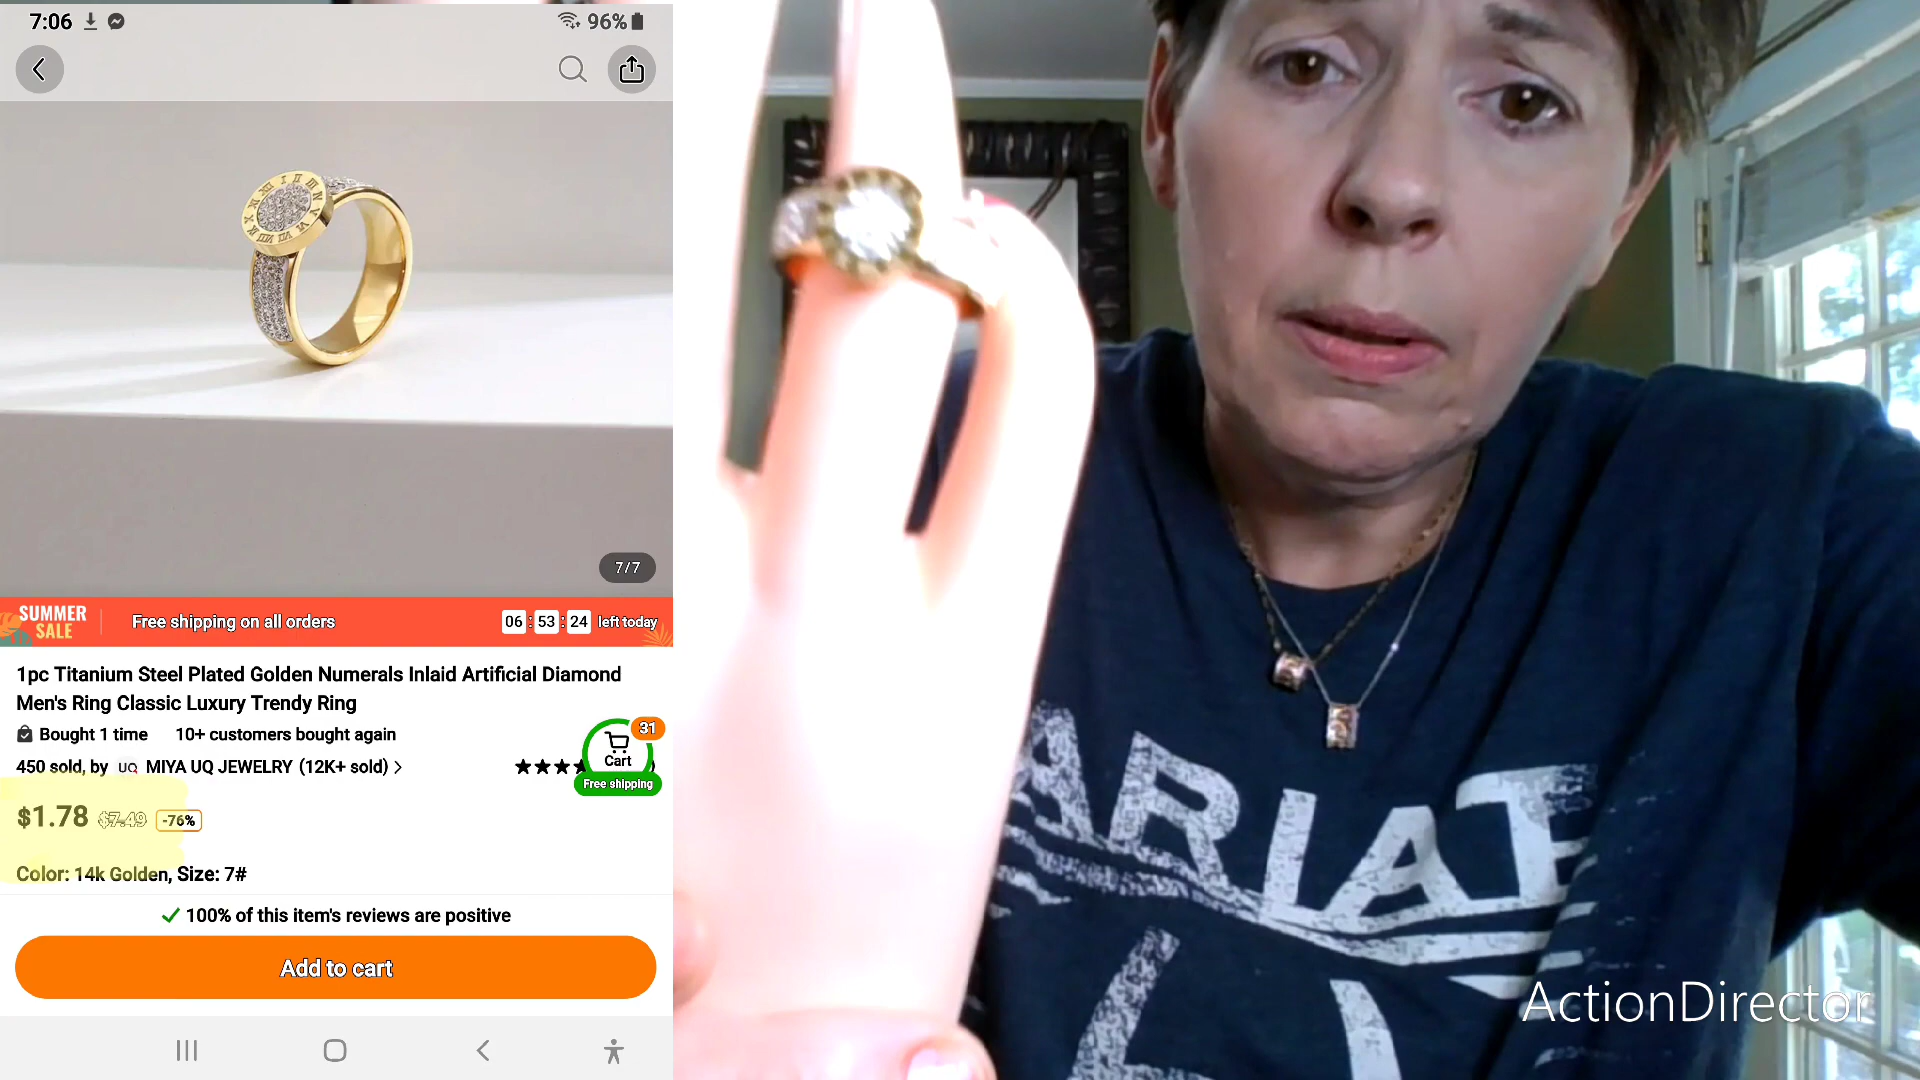 7:06
96%
7/7
SUMMER
SALE
Free shipping on all orders
06 : 53 : 24 left today
1pc Titanium Steel Plated Golden Numerals Inlaid Artificial Diamond
Men's Ring Classic Luxury Trendy Ring
Bought 1 time 10+ customers bought again
31
Cart
Free shipping
450 sold, by UQ MIYA UQ JEWELRY (12K+ sold)
$1.78 $7.49 -76%
Color: 14k Golden, Size: 7#
100% of this item's reviews are positive
Add to cart
ARIAT
ActionDirector